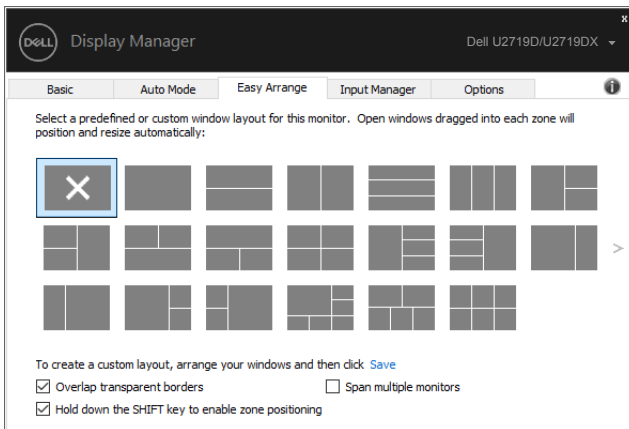 x
DELL Display Manager Dell U2719D/U2719DX
Basic Auto Mode Easy Arrange Input Manager Options i
Select a predefined or custom window layout for this monitor. Open windows dragged into each zone will
position and resize automatically:
To create a custom layout, arrange your windows and then click Save
Overlap transparent borders Span multiple monitors
Hold down the SHIFT key to enable zone positioning